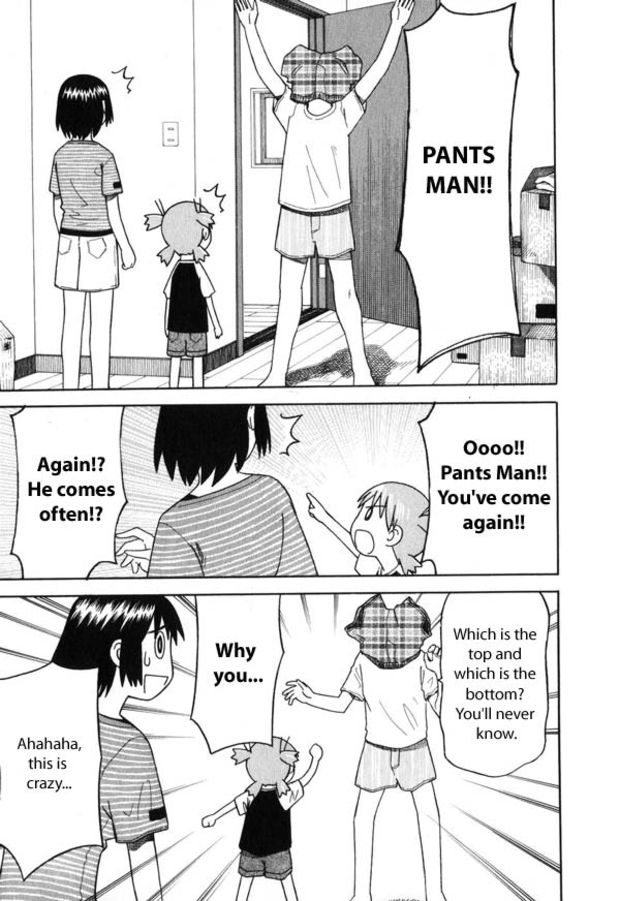 PANTS
MAN!!
Oooo!!
Pants Man!!
You've come
again!!
Again!?
He comes
often!?
Which is the
top and
which is the
bottom?
You'll never
know.
Why
you...
Ahahaha,
this is
crazy...